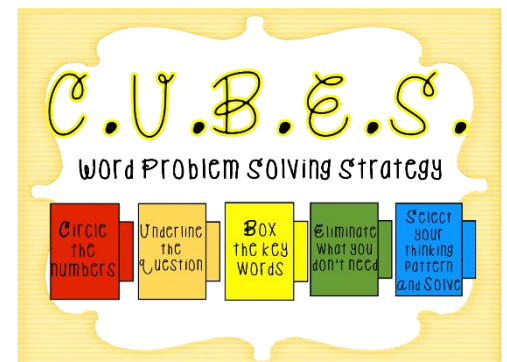 C.U.B.E.S.
Word Problem Solving Strategy
Circle
the
numbers
Underline
the
Question
Box
the key
words
Eliminate
what you
don't need
Select
your
thinking
Pattern
and Solve